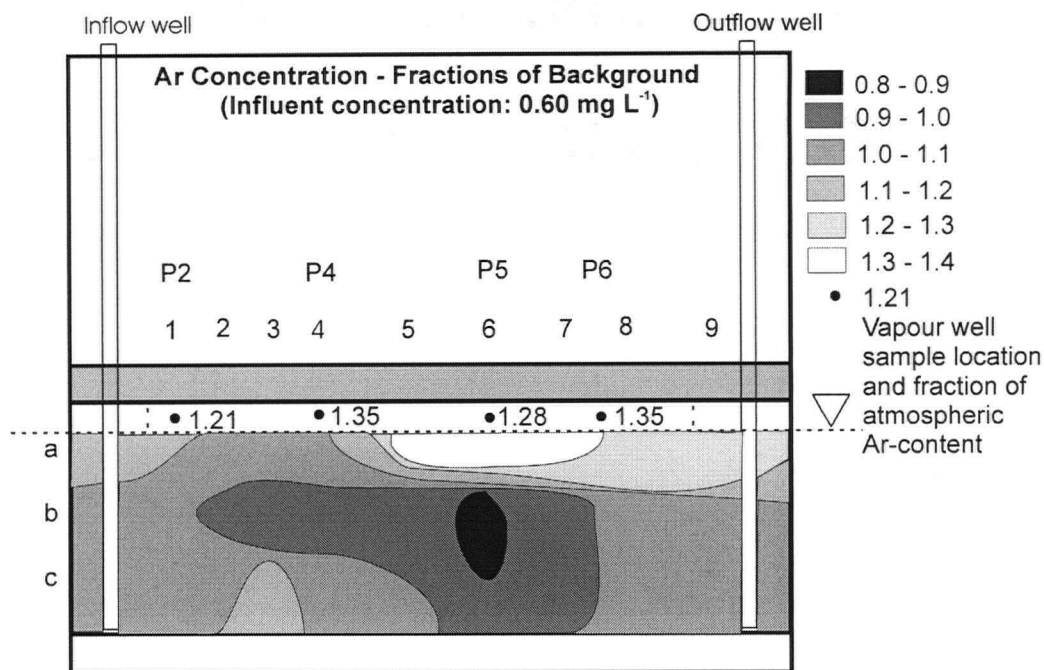 Inflow well
Outflow well
Ar Concentration - Fractions of Background
(Influent concentration: 0.60 mg L⁻¹)
P2 P4 P5 P6
1 2 3 4 5 6 7 8 9
1.21 1.35 1.28 1.35
a
b
c
0.8 - 0.9
0.9 - 1.0
1.0 - 1.1
1.1 - 1.2
1.2 - 1.3
1.3 - 1.4
1.21
Vapour well
sample location
and fraction of
atmospheric
Ar-content